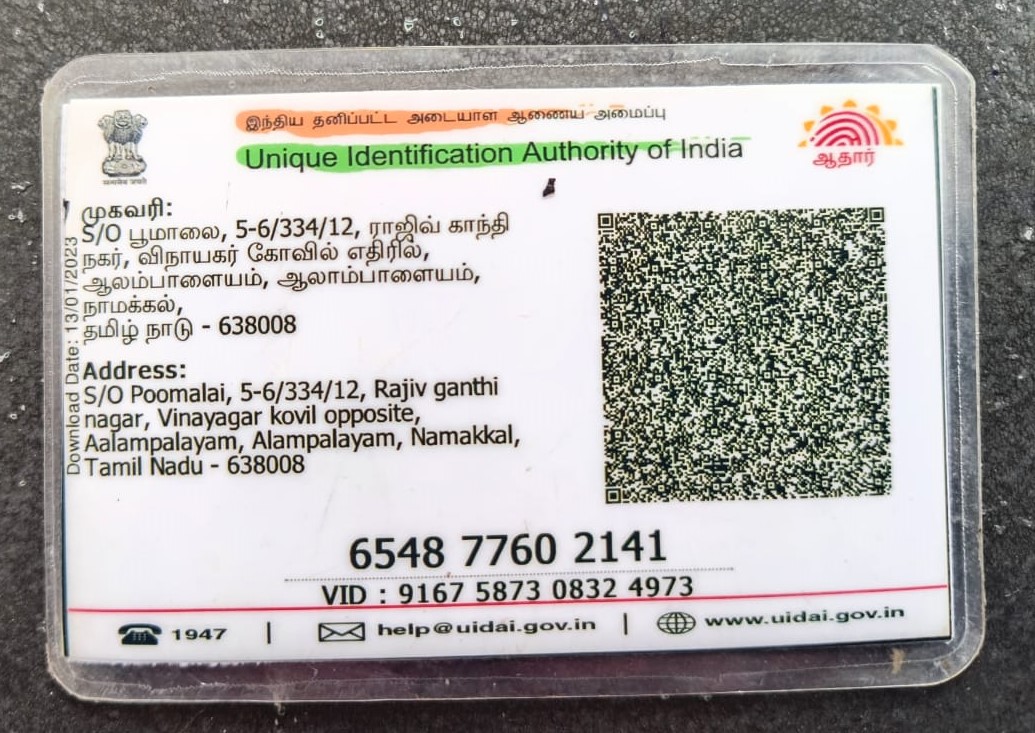 இந்திய தனிப்பட்ட அடையாள ஆணைய அமைப்பு
Unique Identification Authority of India
ஆதார்
முகவரி:
S/O பூமாலை, 5-6/334/12, ராஜிவ் காந்தி
நகர், விநாயகர் கோவில் எதிரில்,
ஆலம்பாளையம், ஆலாம்பாளையம்,
நாமக்கல்,
தமிழ் நாடு - 638008
Download Date: 13/01/2023
Address:
S/O Poomalai, 5-6/334/12, Rajiv ganthi
nagar, Vinayagar kovil opposite,
Aalampalayam, Alampalayam, Namakkal,
Tamil Nadu - 638008
6548 7760 2141
VID : 9167 5873 0832 4973
1947 | help@uidai.gov.in | www.uidai.gov.in